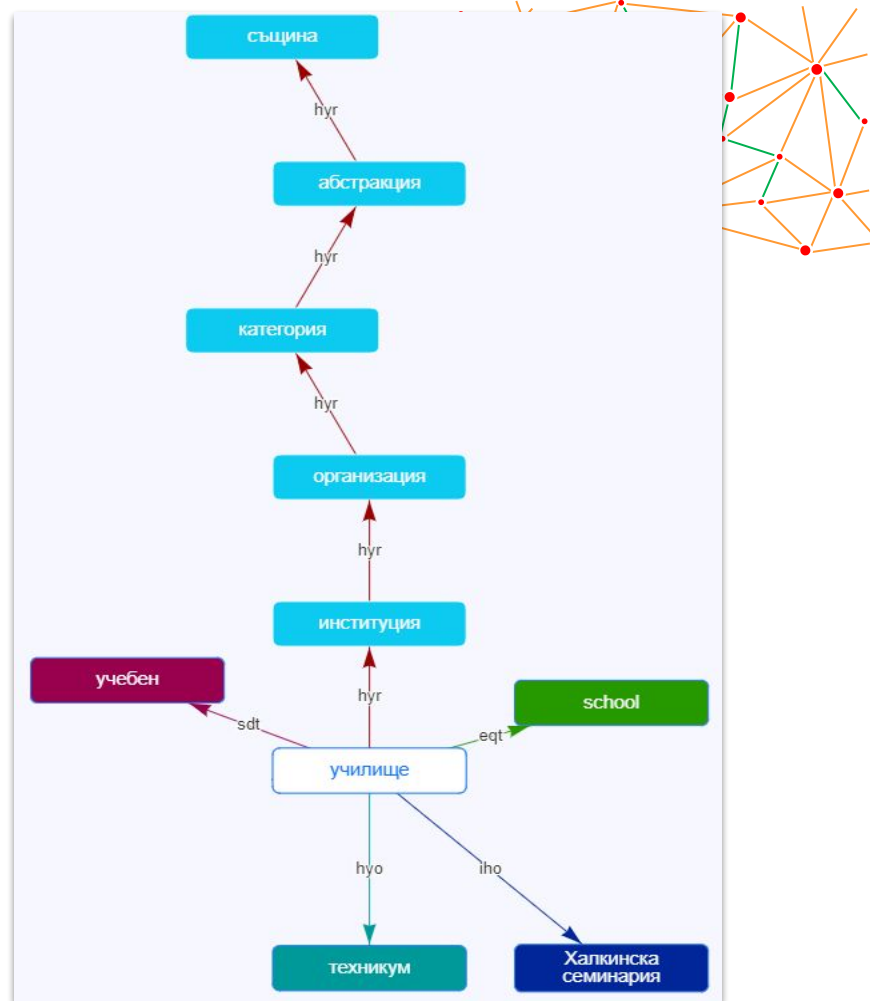 същина
hyr
абстракция
hyr
категория
hyr
организация
hyr
институция
учебен
hyr
school
sdt
eqt
училище
hyo
iho
техникум
Халкинска
семинария